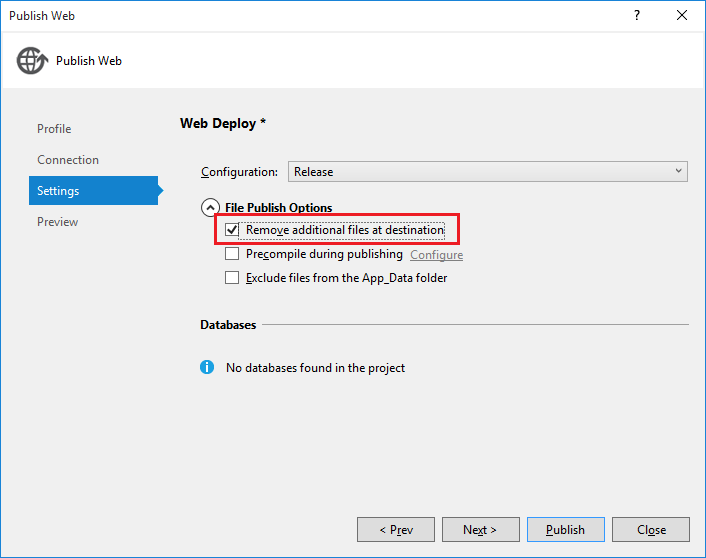 Publish Web
?
Publish Web
Profile
Connection
Settings
Preview
Web Deploy *
Configuration: Release
File Publish Options
Remove additional files at destination
Precompile during publishing Configure
Exclude files from the App_Data folder
Databases
No databases found in the project
< Prev Next > Publish Close